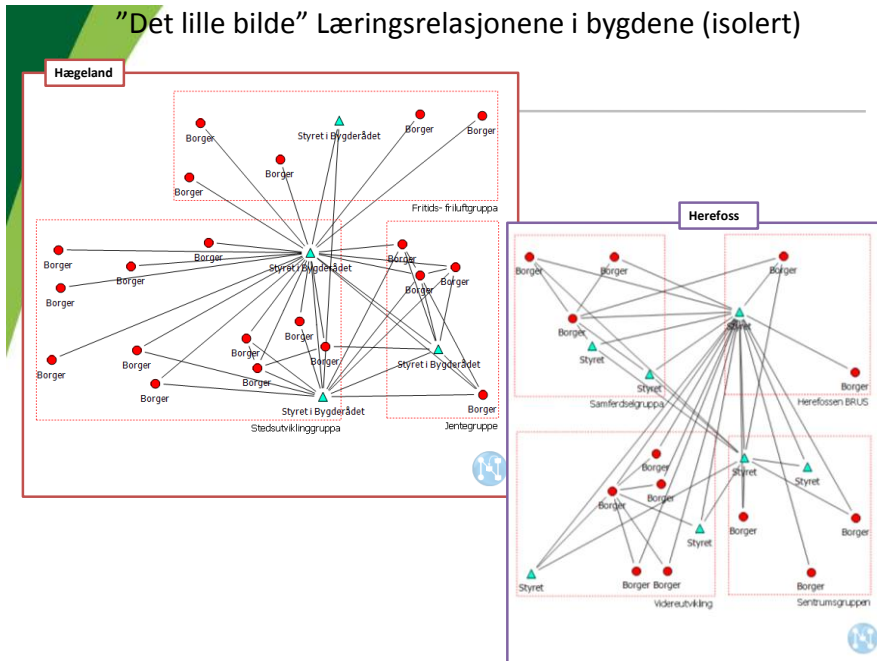 ”Det lille bilde” Læringsrelasjonene i bygdene (isolert)
Hægeland
Borger
Styret i Bygderådet
Borger
Borger
Borger
Borger
Fritids- friluftgruppa
Borger
Borger
Borger
Borger
Styret i Bygderådet
Borger
Borger
Borger
Borger
Borger
Borger
Borger
Borger
Borger
Borger
Styret i Bygderådet
Styret i Bygderådet
Borger
Stedsutviklinggruppa
Jentegruppe
Herefoss
Borger
Borger
Borger
Borger
Styret
Styret
Styret
Borger
Samferdselgruppa
Herefossen BRUS
Borger
Borger
Borger
Styret
Styret
Styret
Borger
Borger
Styret
Borger
Borger
Borger
Videreutvikling
Sentrumsgruppen